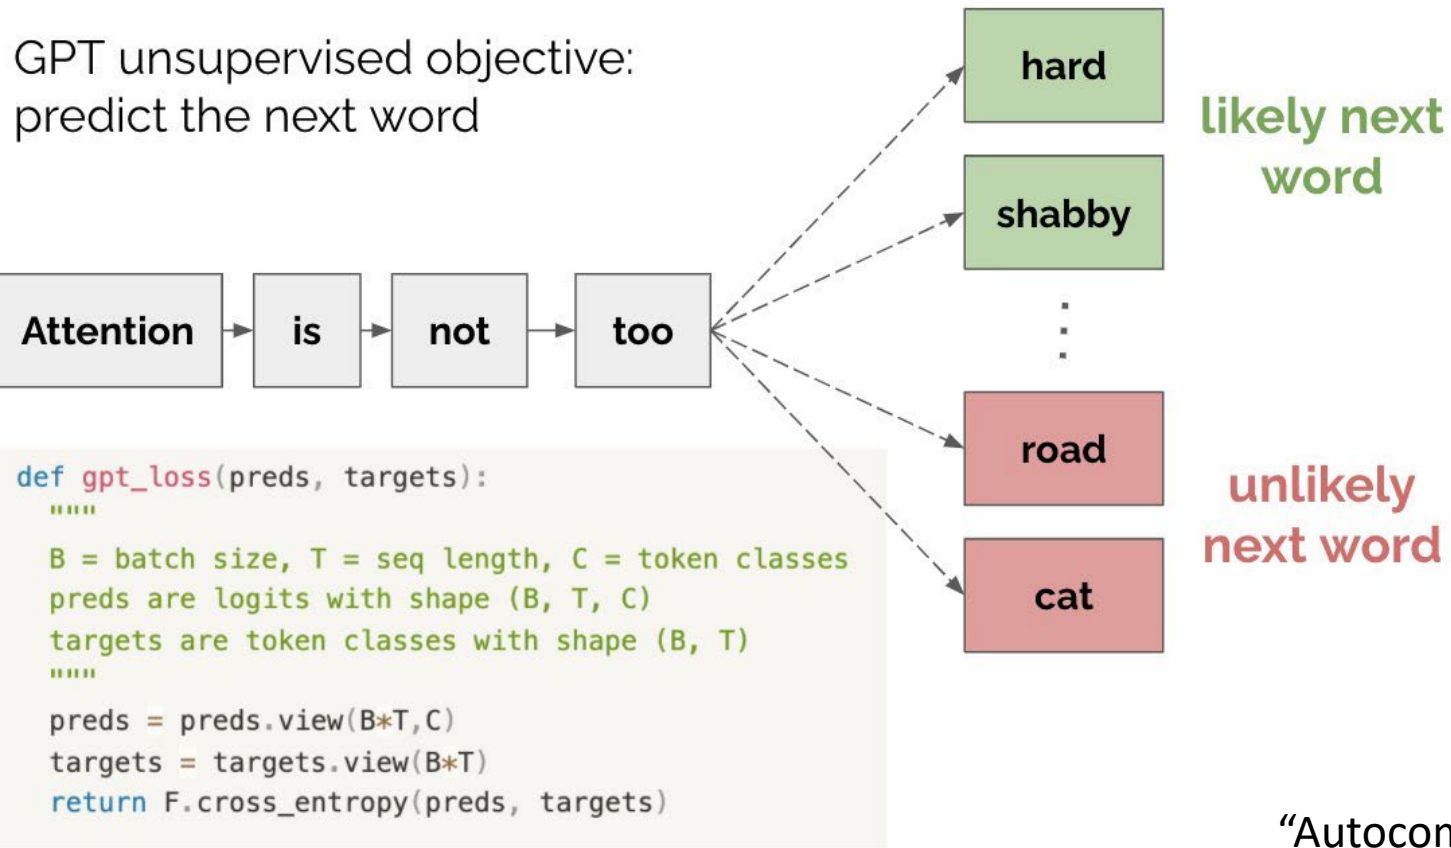 GPT unsupervised objective:
predict the next word
hard
likely next
word
shabby
Attention
is
not
too
road
unlikely
next word
cat
def gpt_loss(preds, targets):
"""
B = batch size, T = seq length, C = token classes
preds are logits with shape (B, T, C)
targets are token classes with shape (B, T)
"""
preds = preds.view(B*T,C)
targets = targets.view(B*T)
return F.cross_entropy(preds, targets)